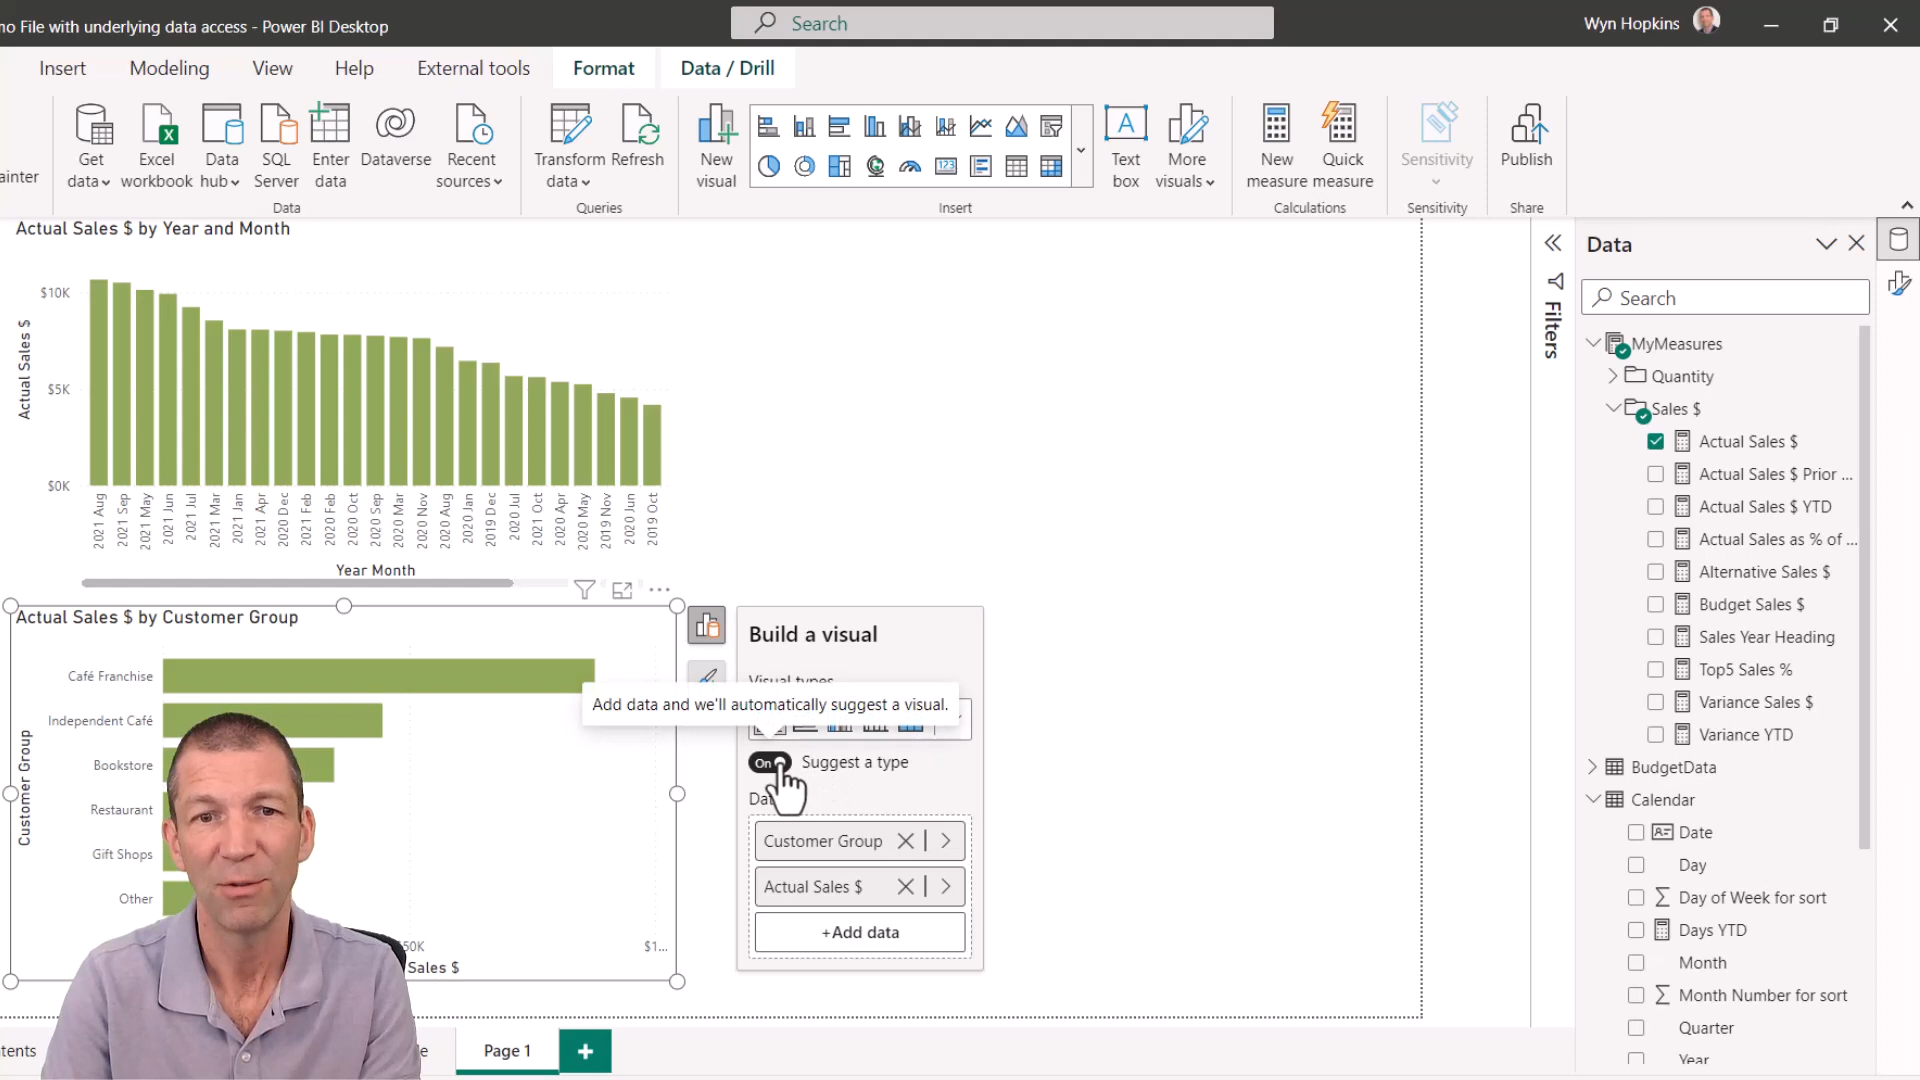 mo File with underlying data access - Power BI Desktop
Search
Wyn Hopkins
Insert
Modeling
View
Help
External tools
Format
Data / Drill
ainter
Get data
Excel workbook
Data hub
SQL Server
Enter data
Dataverse
Recent sources
Transform data
Refresh
New visual
Text box
More visuals
New measure
Quick measure
Sensitivity
Publish
Data
Queries
Insert
Calculations
Sensitivity
Share
Actual Sales $ by Year and Month
$10K
$5K
$0K
Actual Sales $
2021 Aug
2021 Sep
2021 May
2021 Jun
2021 Jul
2021 Mar
2021 Jan
2021 Apr
2020 Dec
2021 Feb
2020 Feb
2020 Oct
2020 Sep
2020 Mar
2020 Nov
2020 Aug
2020 Jan
2019 Dec
2020 Jul
2021 Oct
2020 Apr
2020 May
2019 Nov
2020 Jun
2019 Oct
Year Month
Actual Sales $ by Customer Group
Customer Group
Café Franchise
Independent Café
Bookstore
Restaurant
Gift Shops
Other
50K
$1...
Sales $
Build a visual
Visual types
Add data and we'll automatically suggest a visual.
On
Suggest a type
Dat
Customer Group
Actual Sales $
+Add data
Filters
Data
Search
MyMeasures
Quantity
Sales $
Actual Sales $
Actual Sales $ Prior ...
Actual Sales $ YTD
Actual Sales as % of ...
Alternative Sales $
Budget Sales $
Sales Year Heading
Top5 Sales %
Variance Sales $
Variance YTD
BudgetData
Calendar
Date
Day
Day of Week for sort
Days YTD
Month
Month Number for sort
Quarter
Year
tents
e
Page 1